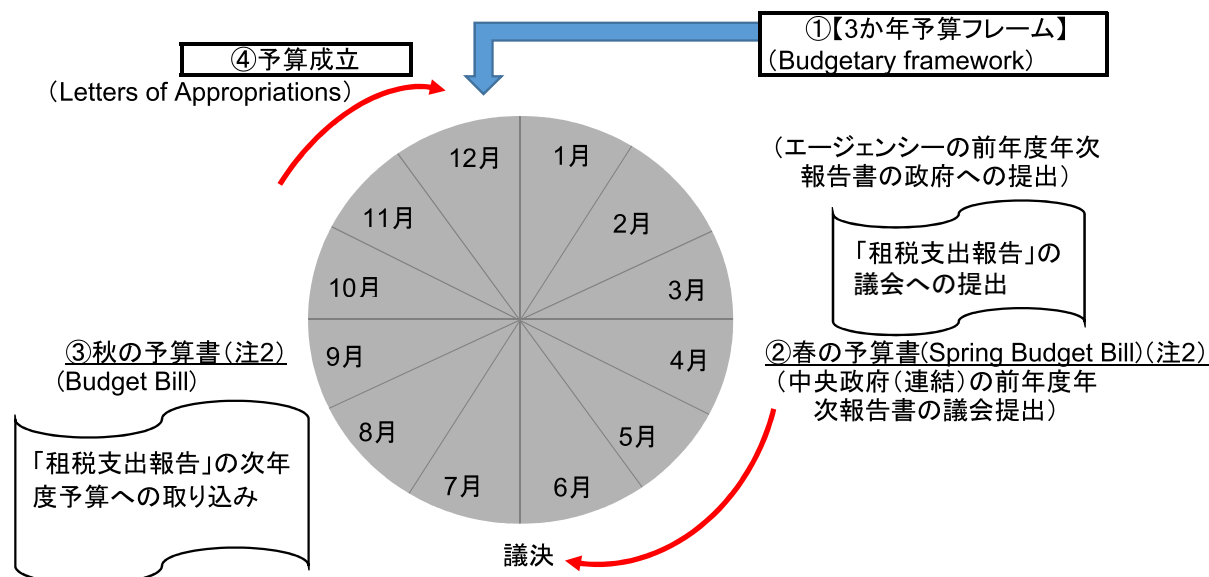 ①【3か年予算フレーム】
（Budgetary framework）
④予算成立
（Letters of Appropriations）
12月
1月
11月
2月
10月
3月
9月
4月
8月
5月
7月
6月
（エージェンシーの前年度年次
報告書の政府への提出）
「租税支出報告」の
議会への提出
②春の予算書(Spring Budget Bill)（注2）
（中央政府（連結）の前年度年
次報告書の議会提出）
議決
③秋の予算書（注2）
(Budget Bill)
「租税支出報告」の次年
度予算への取り込み